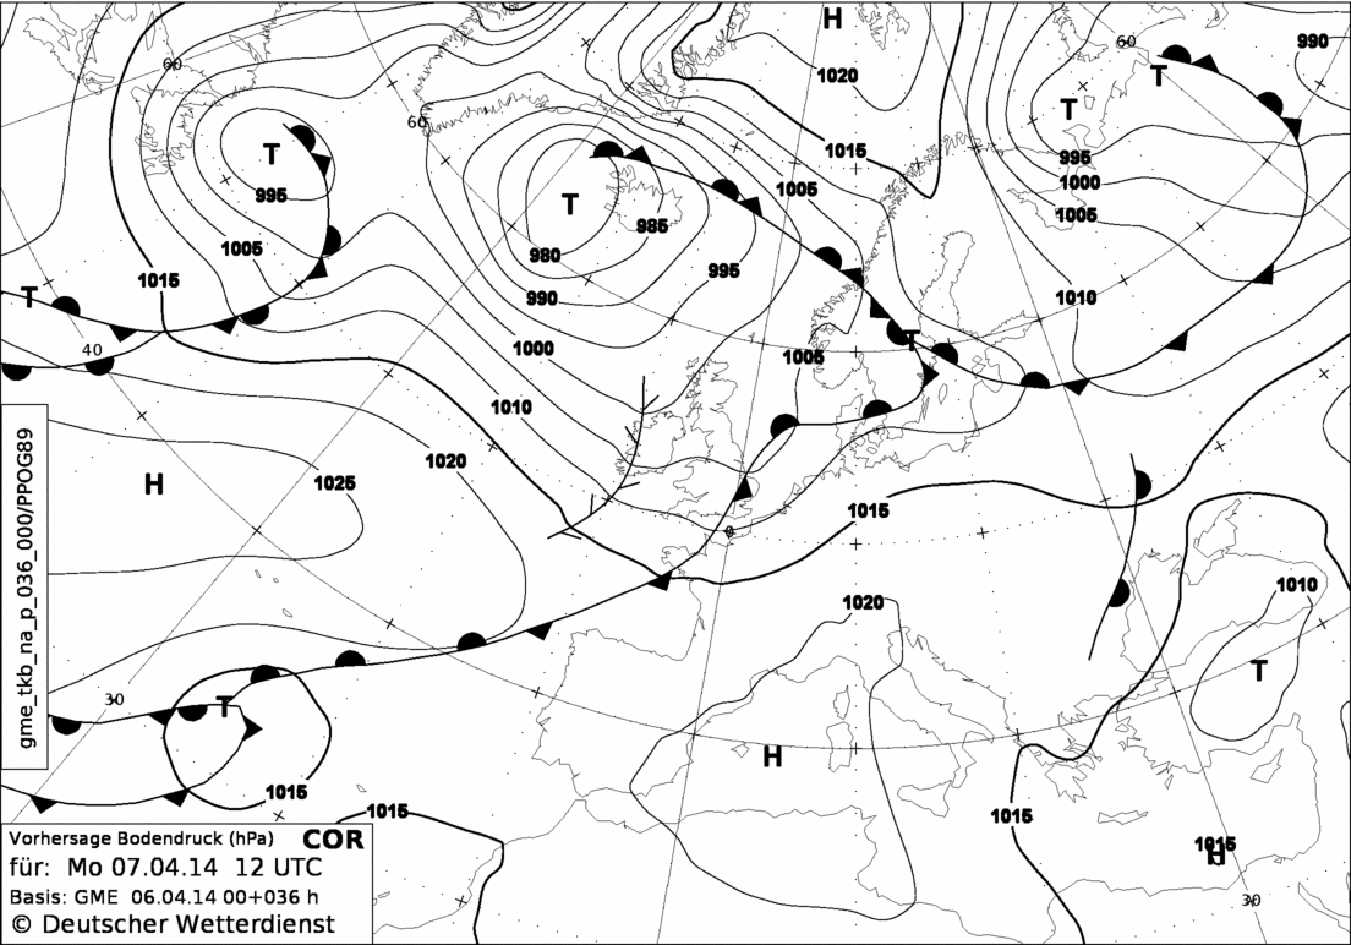 H
60
990
60
T
1020
T
60
1015
T
995
1000
1005
T
1005
995
985
1005
980
995
1015
990
1010
T
40
1000
T
1005
1010
1020
H
1025
1015
0
1010
1020
T
30
T
H
1015
1015
1015
1015
H
30
gme_tkb_na_p_036_000/PPOG89
Vorhersage Bodendruck (hPa) COR
für: Mo 07.04.14 12 UTC
Basis: GME 06.04.14 00+036 h
© Deutscher Wetterdienst